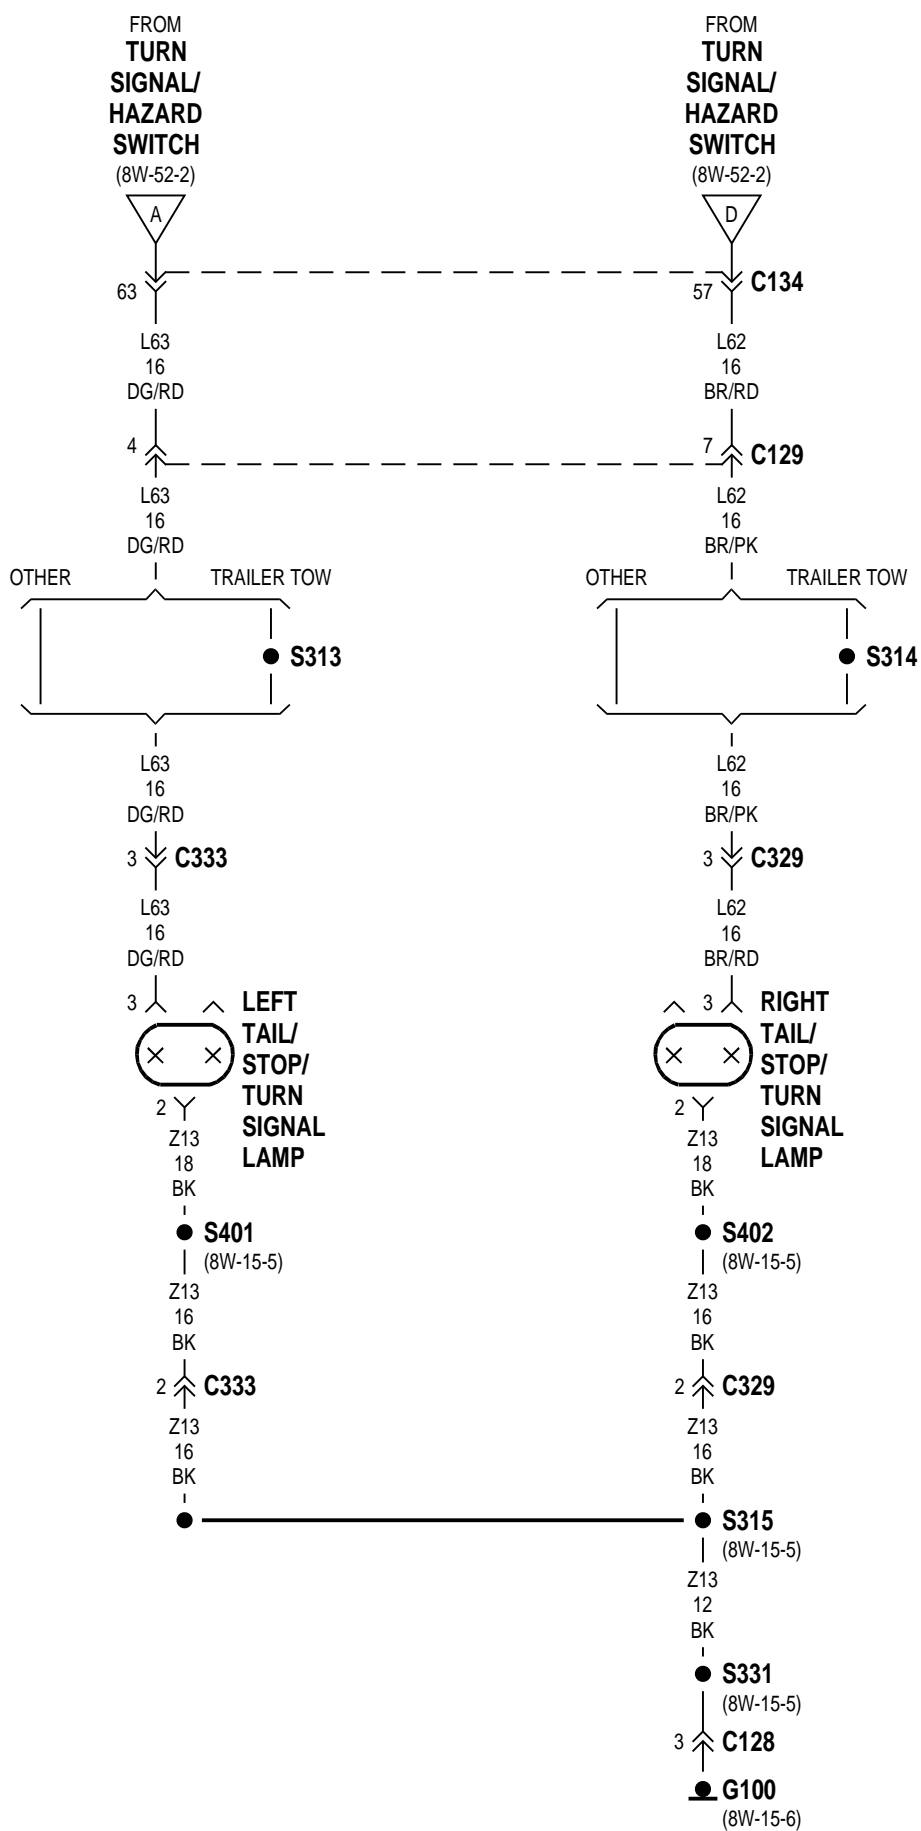 FROM
TURN
SIGNAL/
HAZARD
SWITCH
(8W-52-2)
A
FROM
TURN
SIGNAL/
HAZARD
SWITCH
(8W-52-2)
D
63
57
C134
L63
16
DG/RD
L62
16
BR/RD
4
7
C129
L63
16
DG/RD
L62
16
BR/PK
OTHER
TRAILER TOW
OTHER
TRAILER TOW
S313
S314
L63
16
DG/RD
L62
16
BR/PK
3
C333
3
C329
L63
16
DG/RD
L62
16
BR/RD
3
LEFT
TAIL/
STOP/
TURN
SIGNAL
LAMP
3
RIGHT
TAIL/
STOP/
TURN
SIGNAL
LAMP
2
Z13
18
BK
2
Z13
18
BK
S401
(8W-15-5)
S402
(8W-15-5)
Z13
16
BK
Z13
16
BK
2
C333
2
C329
Z13
16
BK
Z13
16
BK
S315
(8W-15-5)
Z13
12
BK
S331
(8W-15-5)
3
C128
G100
(8W-15-6)